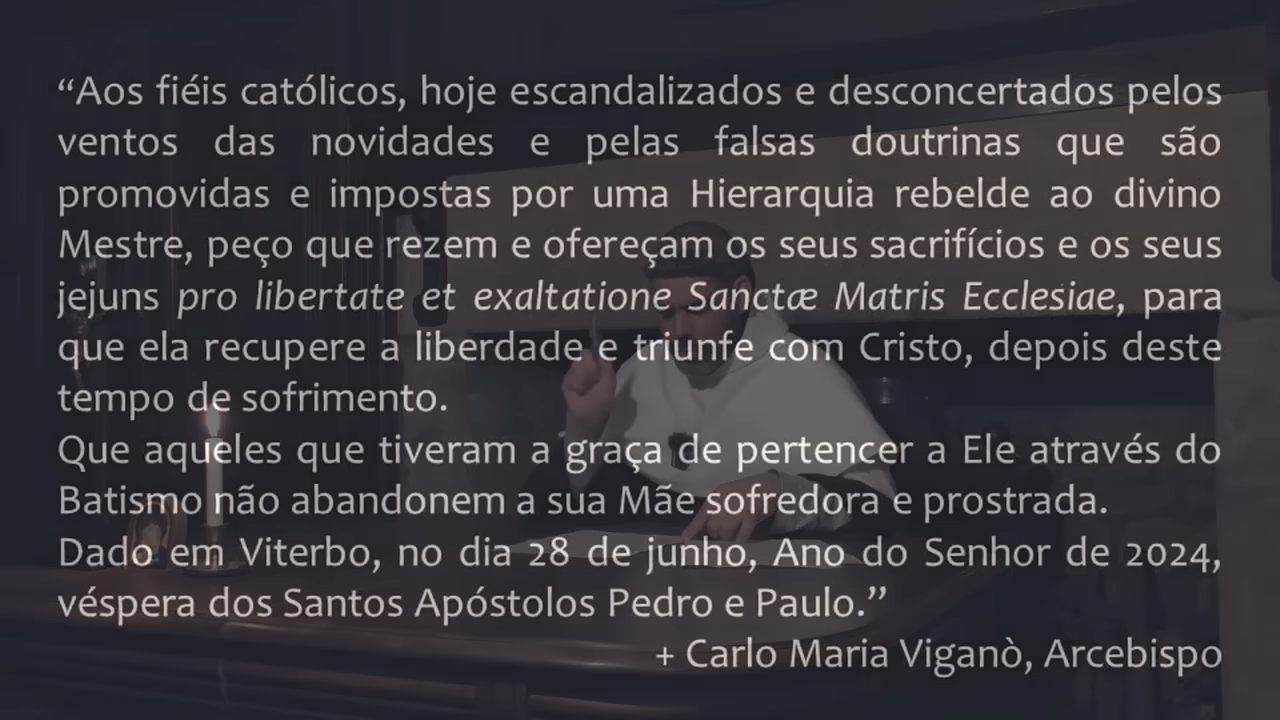 “Aos fiéis católicos, hoje escandalizados e desconcertados pelos
ventos das novidades e pelas falsas doutrinas que são
promovidas e impostas por uma Hierarquia rebelde ao divino
Mestre, peço que rezem e ofereçam os seus sacrifícios e os seus
jejuns pro libertate et exaltatione Sanctæ Matris Ecclesiae, para
que ela recupere a liberdade e triunfe com Cristo, depois deste
tempo de sofrimento.
Que aqueles que tiveram a graça de pertencer a Ele através do
Batismo não abandonem a sua Mãe sofredora e prostrada.
Dado em Viterbo, no dia 28 de junho, Ano do Senhor de 2024,
véspera dos Santos Apóstolos Pedro e Paulo.”
+ Carlo Maria Viganò, Arcebispo